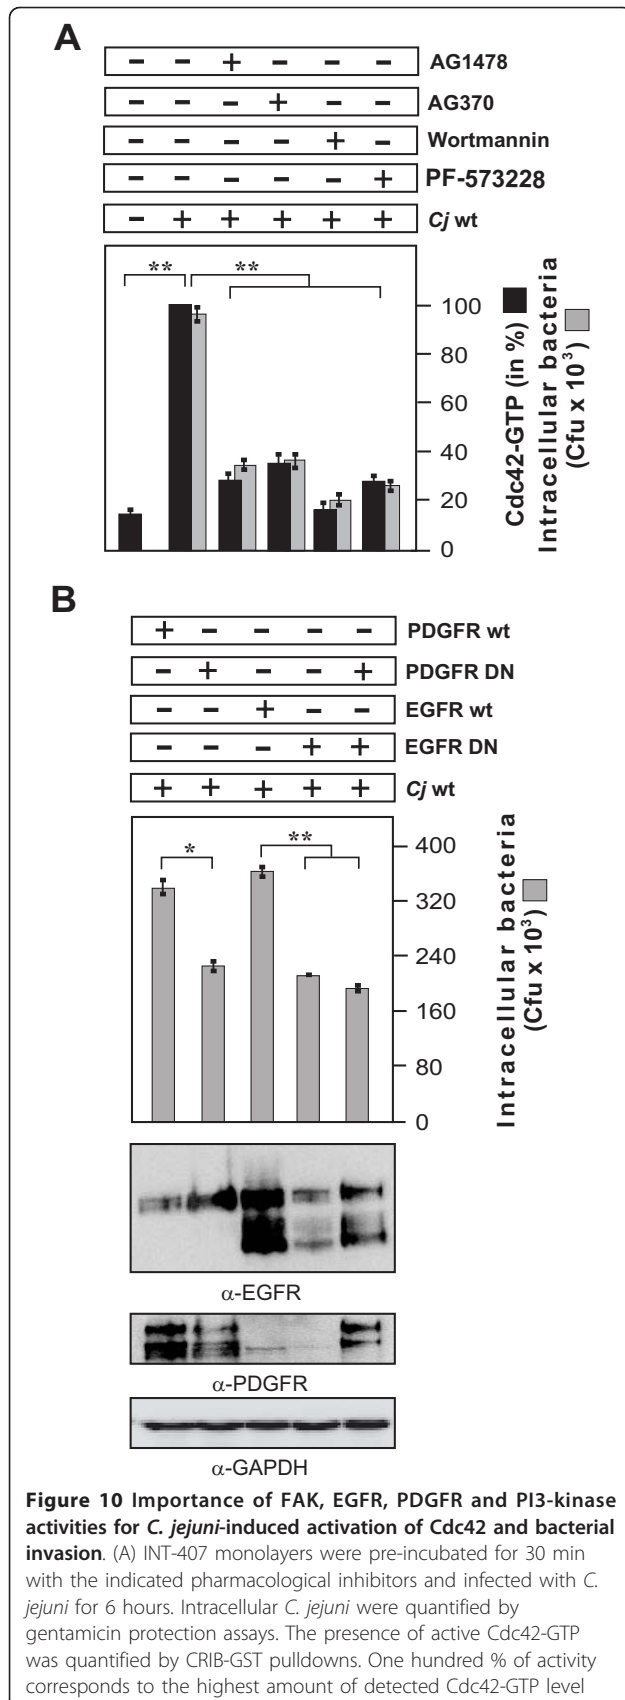 A
− − + − − − AG1478
− − − + − − AG370
− − − − + − Wortmannin
− − − − − + PF-573228
− + + + + + Cj wt
** **
100
80
60
40
20
0
Cdc42-GTP (in %)
Intracellular bacteria
(Cfu x 10³)
B
+ − − − − PDGFR wt
− + − − + PDGFR DN
− − + − − EGFR wt
− − − + + EGFR DN
+ + + + + Cj wt
* **
400
320
240
160
80
0
Intracellular bacteria
(Cfu x 10³)
α-EGFR
α-PDGFR
α-GAPDH
Figure 10 Importance of FAK, EGFR, PDGFR and PI3-kinase
activities for C. jejuni-induced activation of Cdc42 and bacterial
invasion. (A) INT-407 monolayers were pre-incubated for 30 min
with the indicated pharmacological inhibitors and infected with C.
jejuni for 6 hours. Intracellular C. jejuni were quantified by
gentamicin protection assays. The presence of active Cdc42-GTP
was quantified by CRIB-GST pulldowns. One hundred % of activity
corresponds to the highest amount of detected Cdc42-GTP level